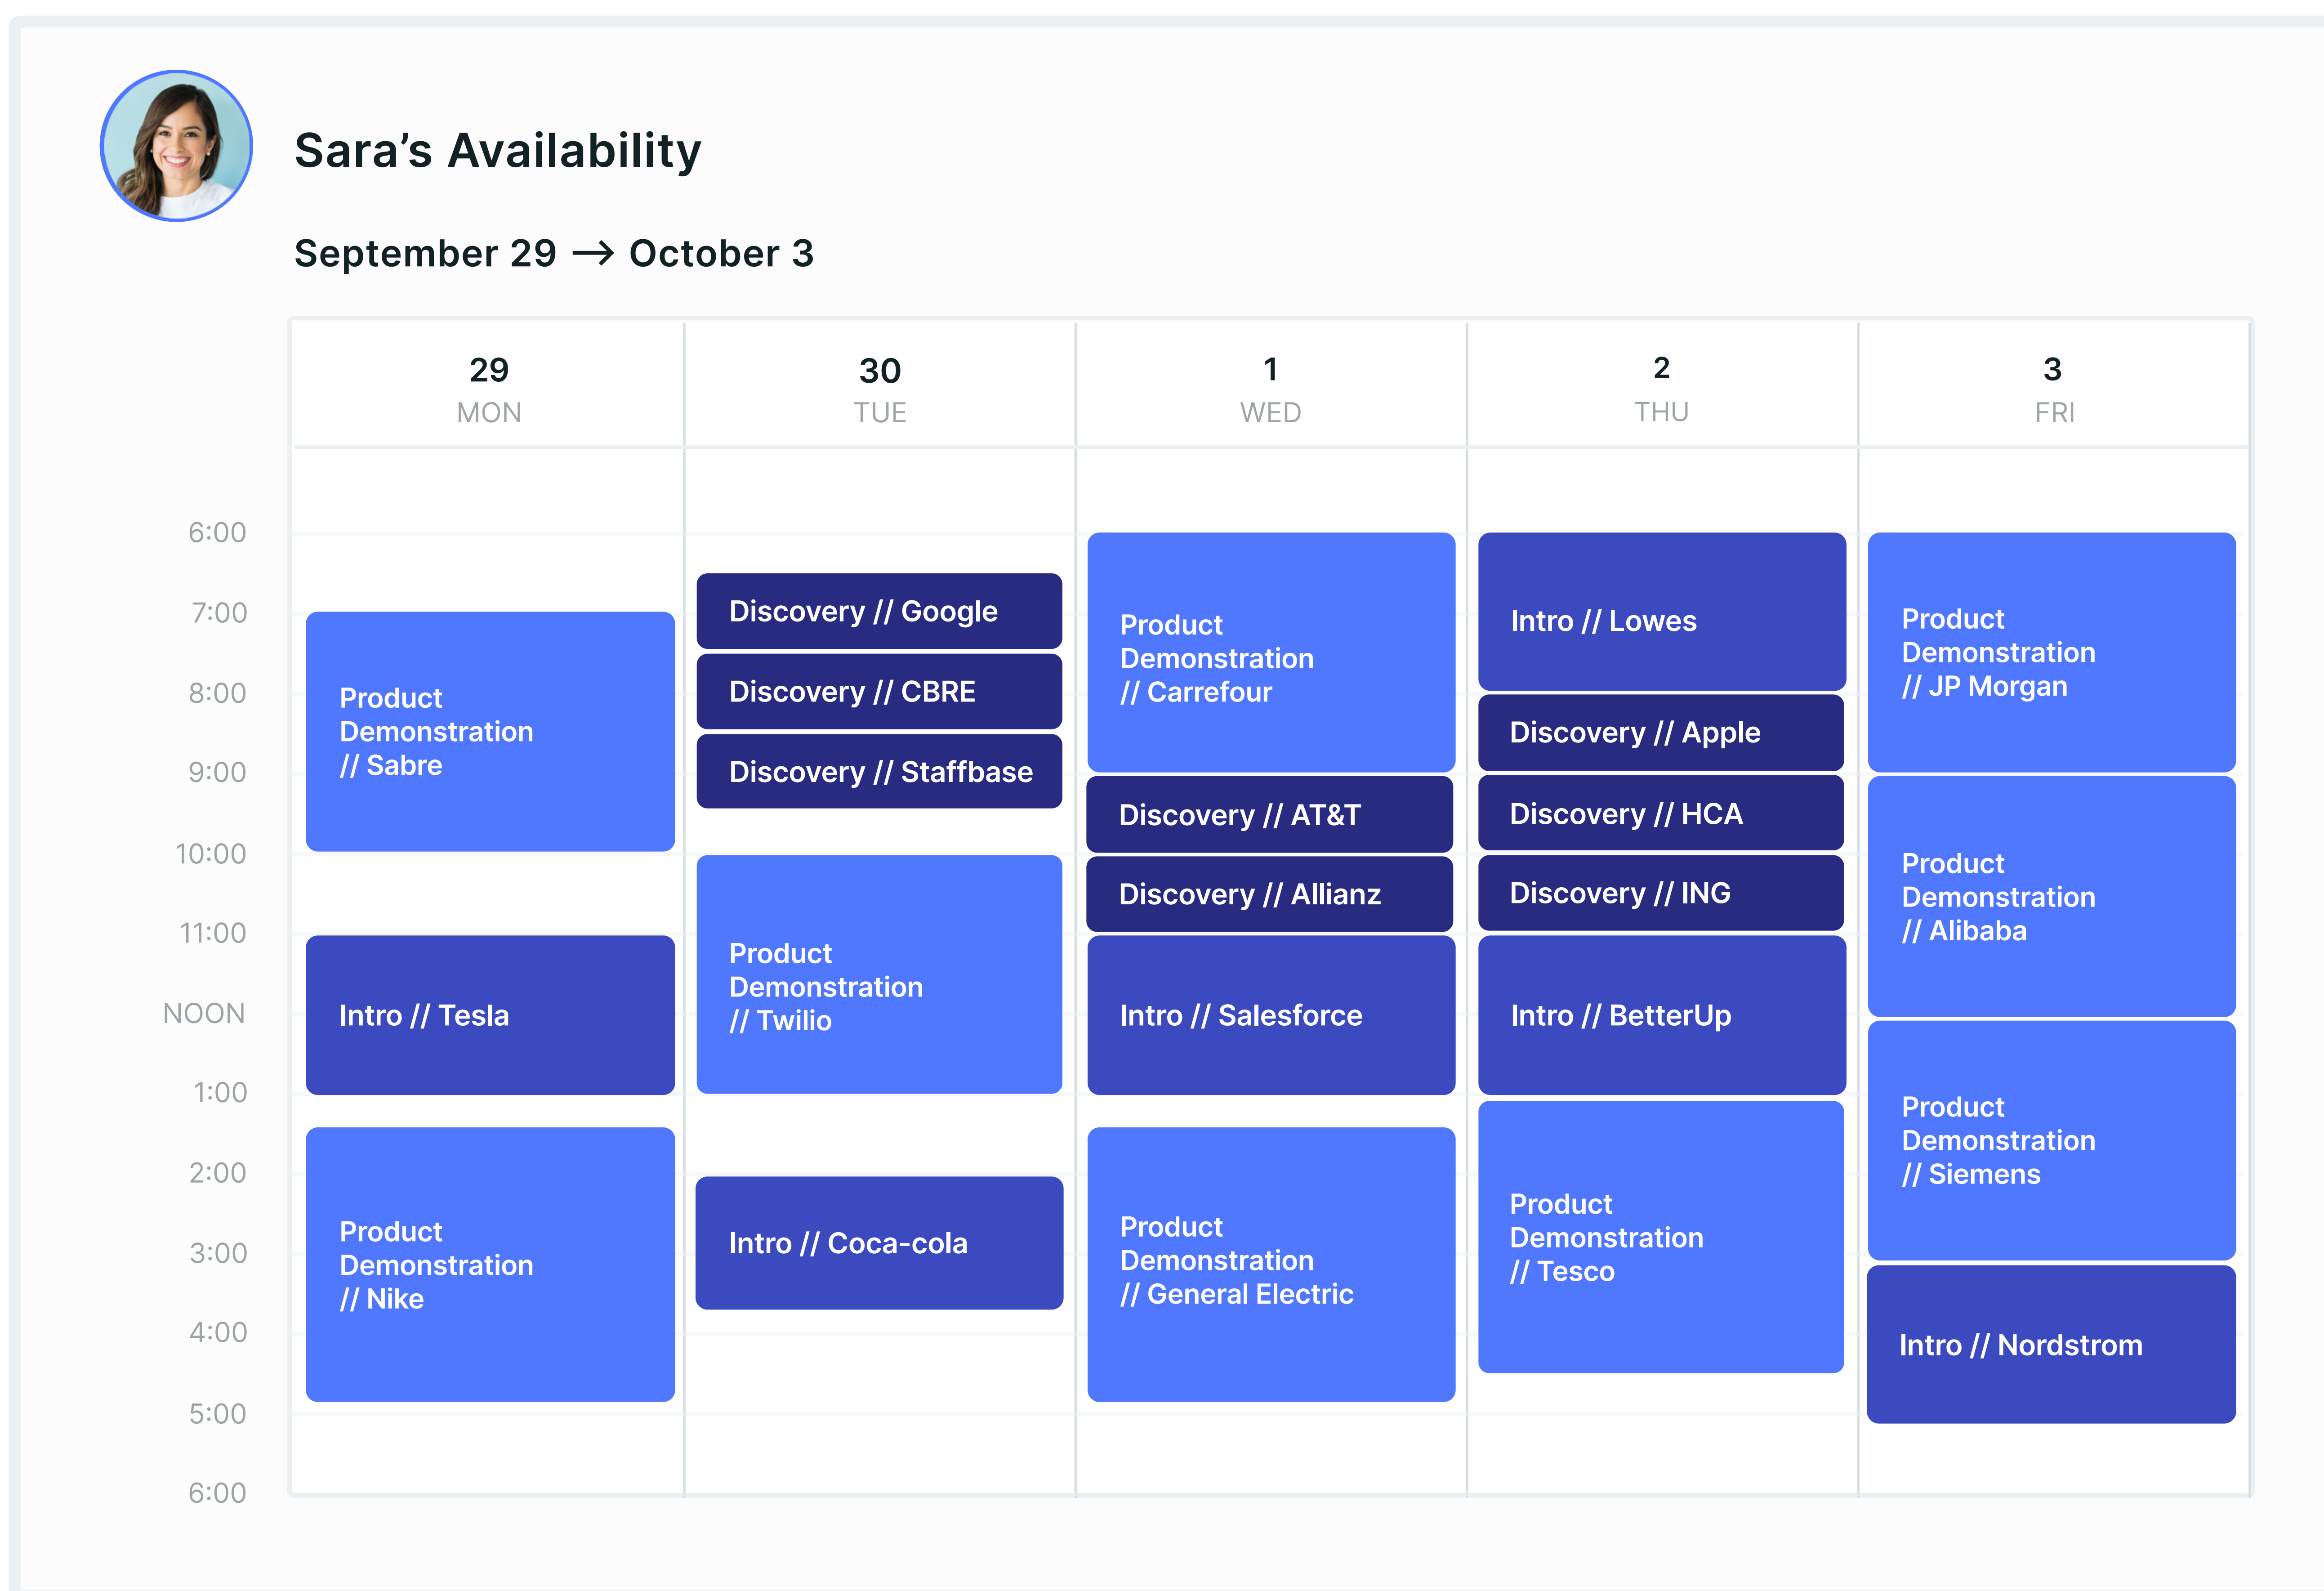 Sara’s Availability
September 29 → October 3
29
MON
30
TUE
1
WED
2
THU
3
FRI
6:00
7:00
8:00
9:00
10:00
11:00
NOON
1:00
2:00
3:00
4:00
5:00
6:00
Product
Demonstration
// Sabre
Intro // Tesla
Product
Demonstration
// Nike
Discovery // Google
Discovery // CBRE
Discovery // Staffbase
Product
Demonstration
// Twilio
Intro // Coca-cola
Product
Demonstration
// Carrefour
Discovery // AT&T
Discovery // Allianz
Intro // Salesforce
Product
Demonstration
// General Electric
Intro // Lowes
Discovery // Apple
Discovery // HCA
Discovery // ING
Intro // BetterUp
Product
Demonstration
// Tesco
Product
Demonstration
// JP Morgan
Product
Demonstration
// Alibaba
Product
Demonstration
// Siemens
Intro // Nordstrom